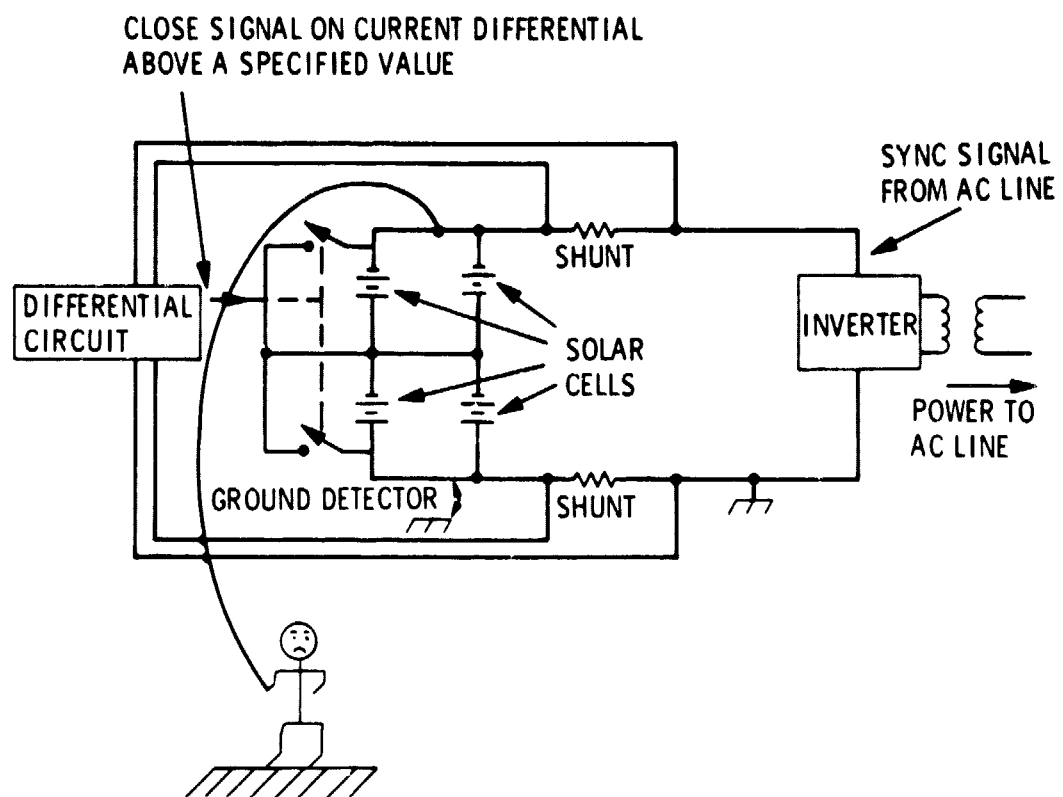 CLOSE SIGNAL ON CURRENT DIFFERENTIAL
ABOVE A SPECIFIED VALUE
SYNC SIGNAL
FROM AC LINE
SHUNT
DIFFERENTIAL
CIRCUIT
INVERTER
SOLAR
CELLS
POWER TO
AC LINE
GROUND DETECTOR
SHUNT